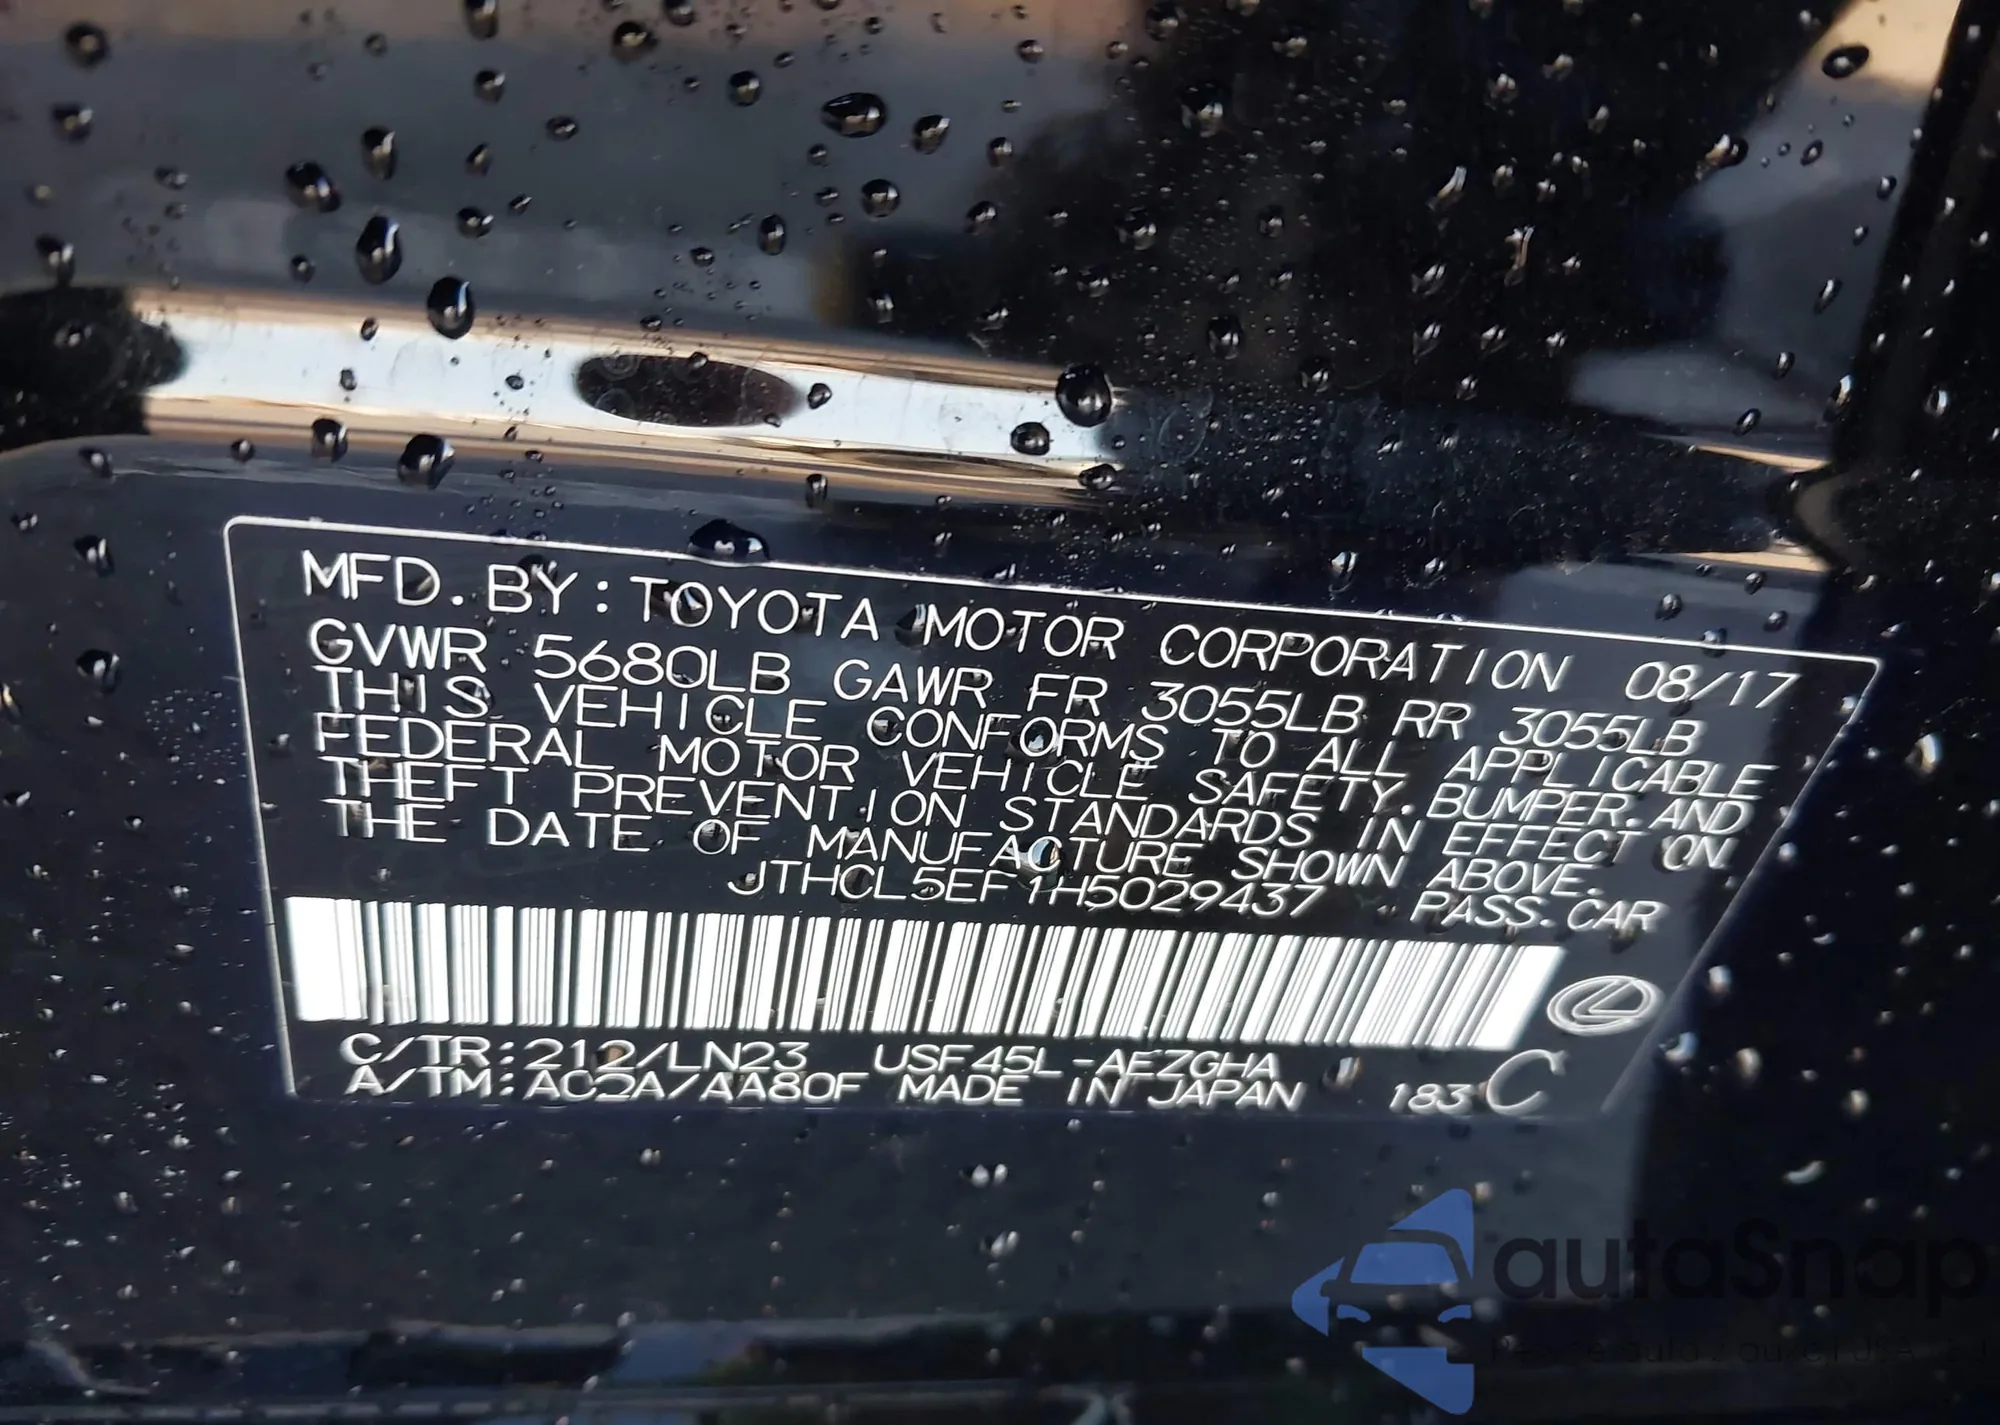 MFD. BY: TOYOTA MOTOR CORPORATION 08/17
GVWR 5680LB GAWR FR 3055LB RR 3055LB
THIS VEHICLE CONFORMS TO ALL APPLICABLE
FEDERAL MOTOR VEHICLE SAFETY, BUMPER, AND
THEFT PREVENTION STANDARDS IN EFFECT ON
THE DATE OF MANUFACTURE SHOWN ABOVE.
JTHCL5EF1H5029437 PASS. CAR
C/TR:212/LN23 USF45L-AEZGHA
A/TM:AC2A/AA80F MADE IN JAPAN 183 C
autaSnap